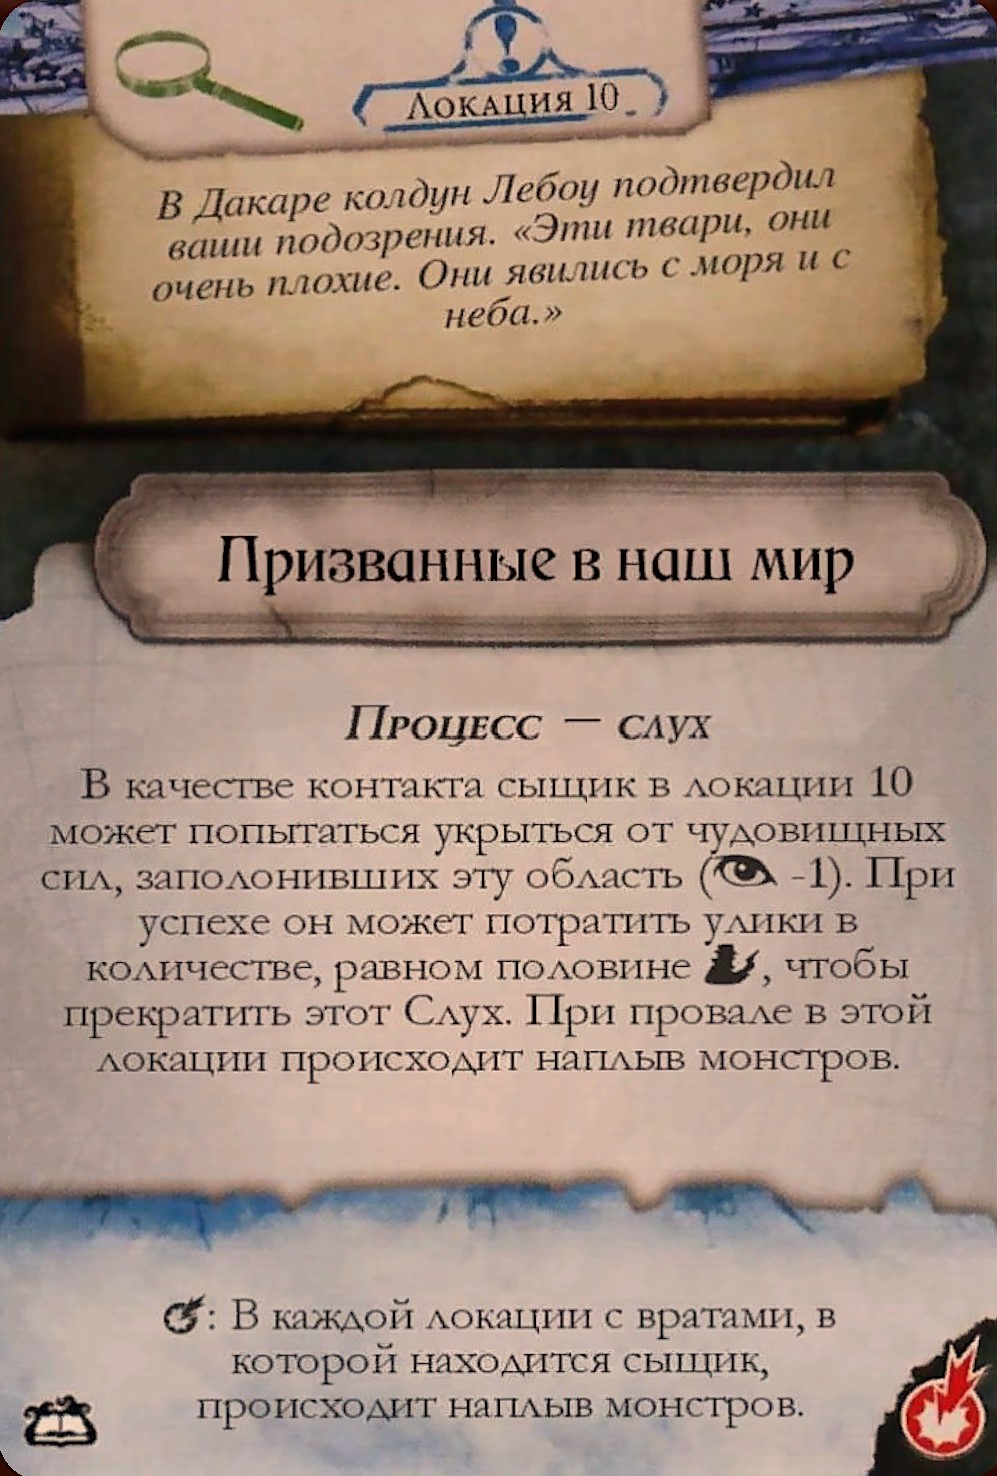 Локация 10
В Дакаре колдун Лебоу подтвердил
ваши подозрения. «Эти твари, они
очень плохие. Они явились с моря и с
неба.»
Призванные в наш мир
Процесс — слух
В качестве контакта сыщик в локации 10
может попытаться укрыться от чудовищных
сил, заполонивших эту область ( -1). При
успехе он может потратить улики в
количестве, равном половине , чтобы
прекратить этот Слух. При провале в этой
локации происходит наплыв монстров.
: В каждой локации с вратами, в
которой находится сыщик,
происходит наплыв монстров.